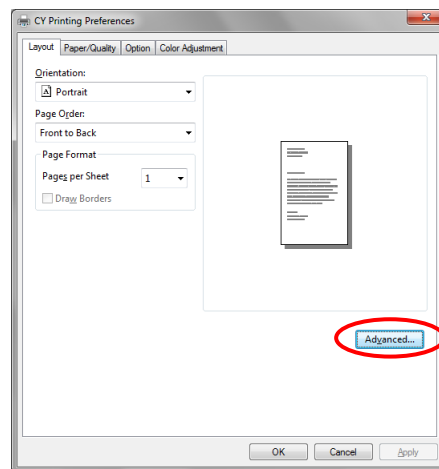 CY Printing Preferences
Layout Paper/Quality Option Color Adjustment
Orientation:
A Portrait
Page Order:
Front to Back
Page Format
Pages per Sheet 1
Draw Borders
Advanced...
OK Cancel Apply